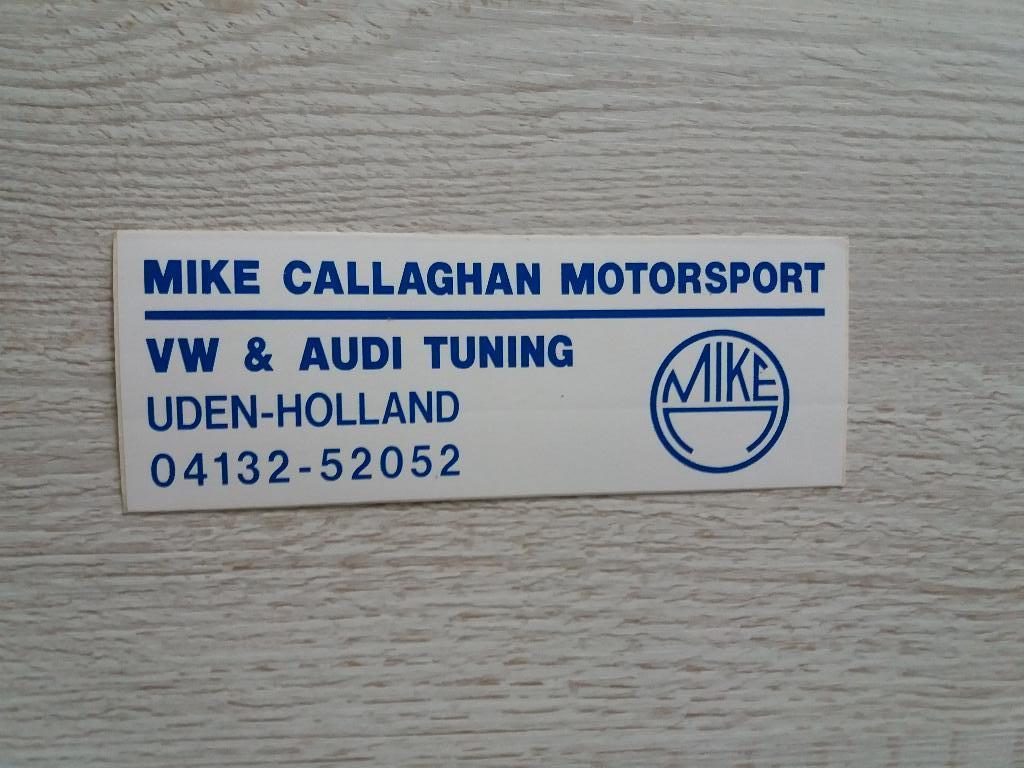 MIKE CALLAGHAN MOTORSPORT
VW & AUDI TUNING
UDEN-HOLLAND
04132-52052
MIKE